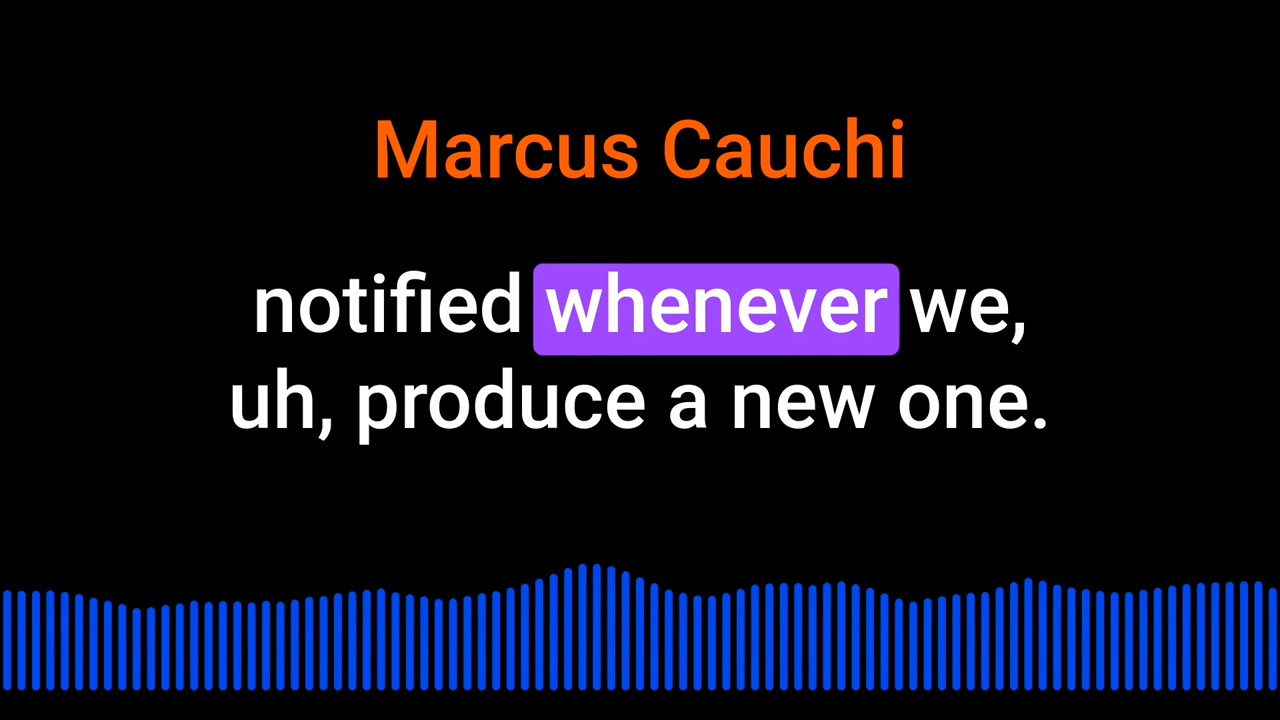 Marcus Cauchi
notified whenever we,
uh, produce a new one.